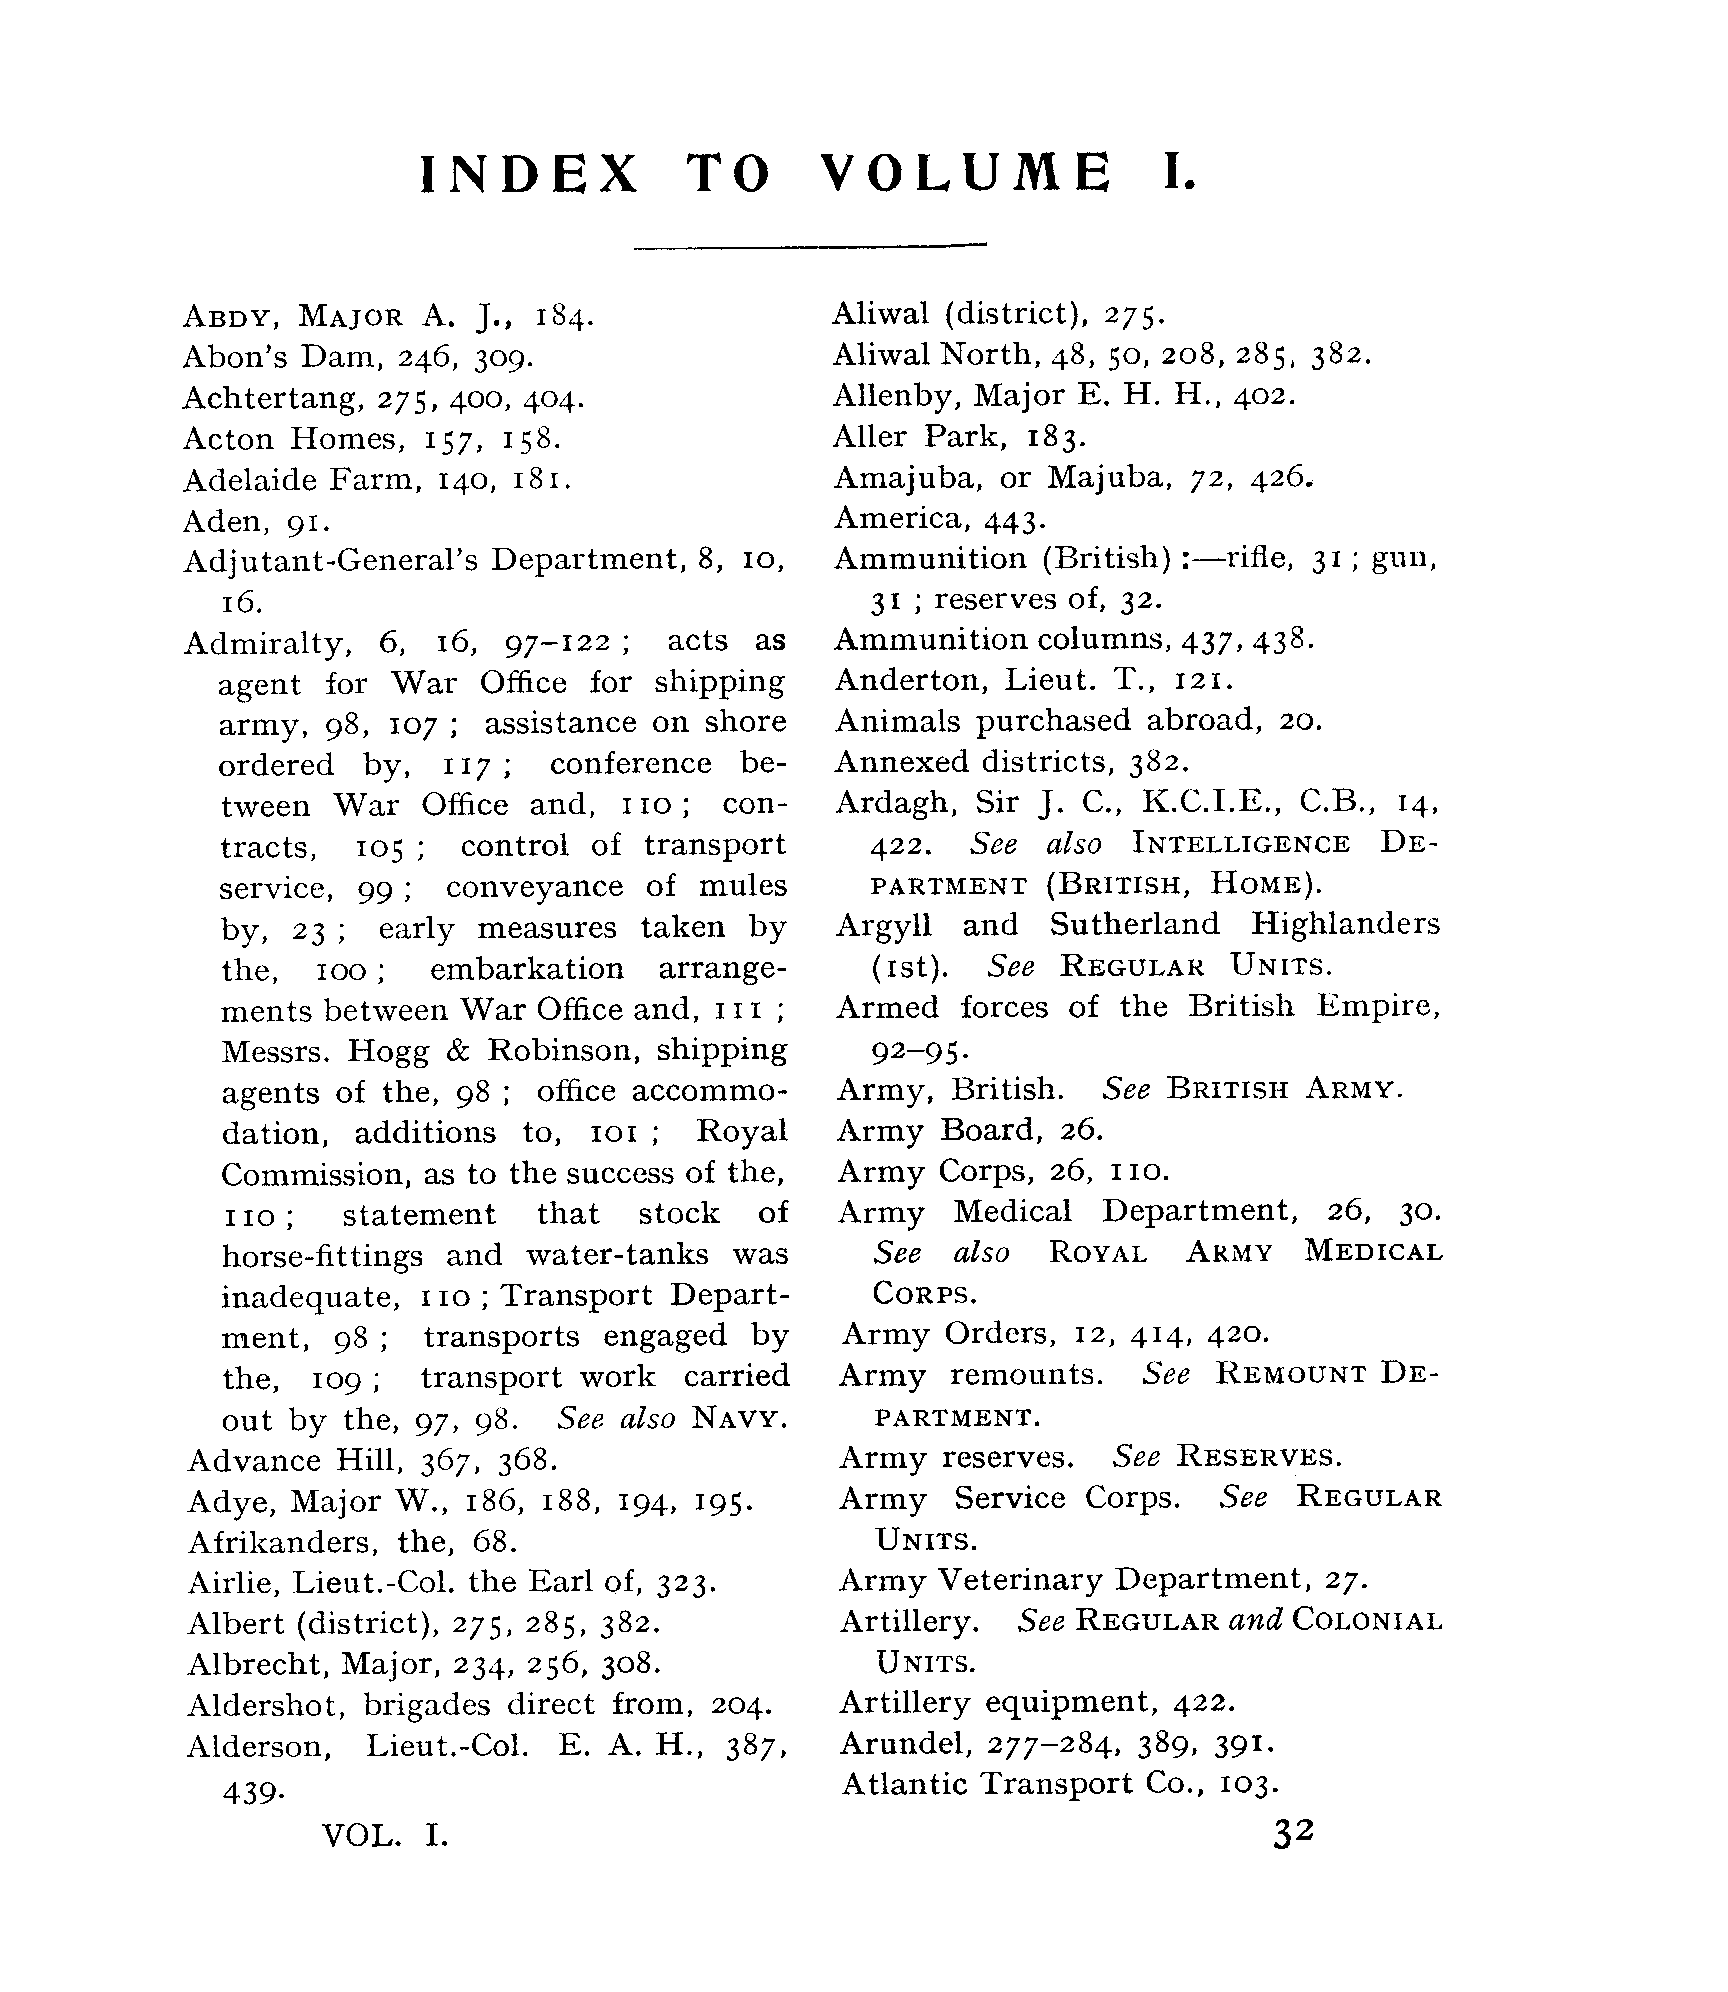 INDEX TO VOLUME I.
ABDY, MAJOR A. J., 184.
Abon's Dam, 246, 309.
Achtertang, 275, 400, 404.
Acton Homes, 157, 158.
Adelaide Farm, 140, 181.
Aden, 91.
Adjutant-General's Department, 8, 10,
16.
Admiralty, 6, 16, 97–122 ; acts as
agent for War Office for shipping
army, 98, 107 ; assistance on shore
ordered by, 117 ; conference be-
tween War Office and, 110 ; con-
tracts, 105 ; control of transport
service, 99 ; conveyance of mules
by, 23 ; early measures taken by
the, 100 ; embarkation arrange-
ments between War Office and, 111 ;
Messrs. Hogg & Robinson, shipping
agents of the, 98 ; office accommo-
dation, additions to, 101 ; Royal
Commission, as to the success of the,
110 ; statement that stock of
horse-fittings and water-tanks was
inadequate, 110 ; Transport Depart-
ment, 98 ; transports engaged by
the, 109 ; transport work carried
out by the, 97, 98. See also NAVY.
Advance Hill, 367, 368.
Adye, Major W., 186, 188, 194, 195.
Afrikanders, the, 68.
Airlie, Lieut.-Col. the Earl of, 323.
Albert (district), 275, 285, 382.
Albrecht, Major, 234, 256, 308.
Aldershot, brigades direct from, 204.
Alderson, Lieut.-Col. E. A. H., 387,
439.
Aliwal (district), 275.
Aliwal North, 48, 50, 208, 285, 382.
Allenby, Major E. H. H., 402.
Aller Park, 183.
Amajuba, or Majuba, 72, 426.
America, 443.
Ammunition (British) :—rifle, 31 ; gun,
31 ; reserves of, 32.
Ammunition columns, 437, 438.
Anderton, Lieut. T., 121.
Animals purchased abroad, 20.
Annexed districts, 382.
Ardagh, Sir J. C., K.C.I.E., C.B., 14,
422. See also INTELLIGENCE DE-
PARTMENT (BRITISH, HOME).
Argyll and Sutherland Highlanders
(1st). See REGULAR UNITS.
Armed forces of the British Empire,
92–95.
Army, British. See BRITISH ARMY.
Army Board, 26.
Army Corps, 26, 110.
Army Medical Department, 26, 30.
See also ROYAL ARMY MEDICAL
CORPS.
Army Orders, 12, 414, 420.
Army remounts. See REMOUNT DE-
PARTMENT.
Army reserves. See RESERVES.
Army Service Corps. See REGULAR
UNITS.
Army Veterinary Department, 27.
Artillery. See REGULAR and COLONIAL
UNITS.
Artillery equipment, 422.
Arundel, 277–284, 389, 391.
Atlantic Transport Co., 103.
VOL. I. 32